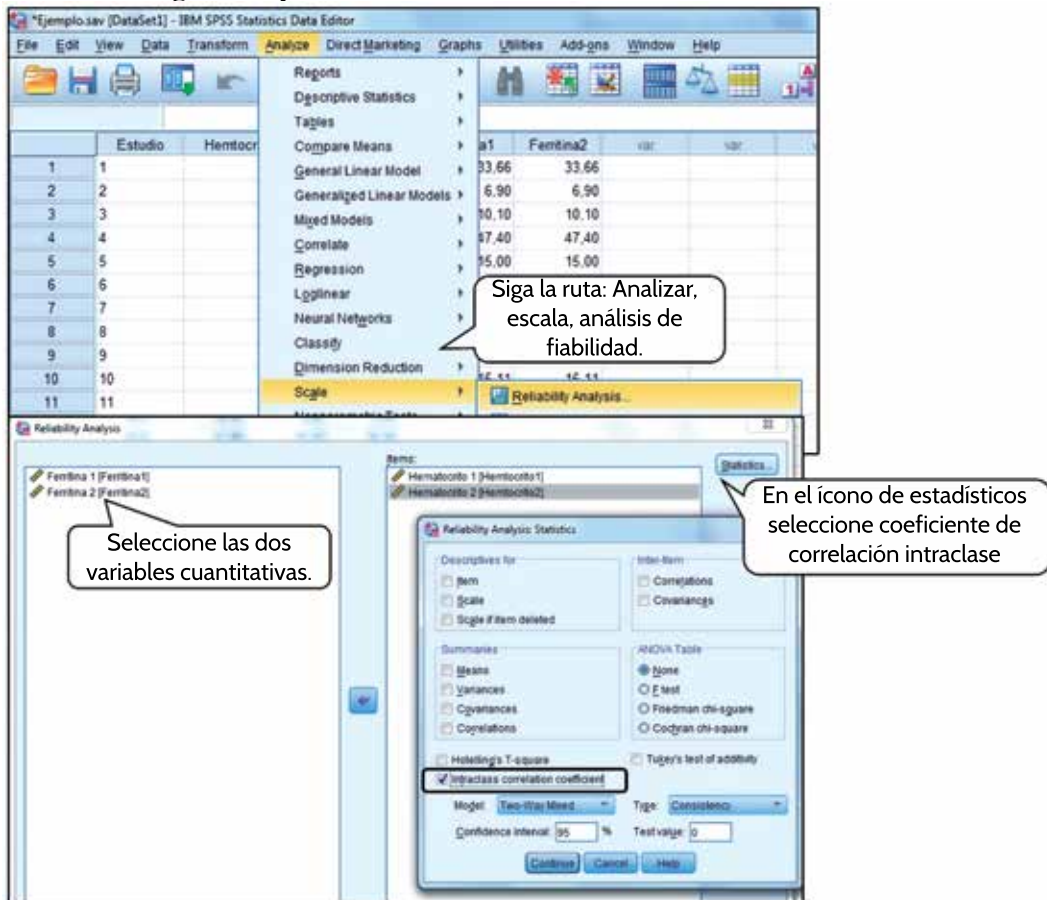 *Ejemplo.sav [DataSet1] - IBM SPSS Statistics Data Editor
File Edit View Data Transform Analyze Direct Marketing Graphs Utilities Add-ons Window Help
Reports
Descriptive Statistics
Tables
Compare Means
General Linear Model
Generalized Linear Models
Mixed Models
Correlate
Regression
Loglinear
Neural Networks
Classify
Dimension Reduction
Scale
Reliability Analysis...
Estudio Hemtocr a1 Ferritina2 var var
1 1 33,66 33,66
2 2 6,90 6,90
3 3 10,10 10,10
4 4 47,40 47,40
5 5 15,00 15,00
6 6
7 7
8 8
9 9
10 10
11 11
Siga la ruta: Analizar,
escala, análisis de
fiabilidad.
Reliability Analysis
Ferritina 1 [Ferritina1]
Ferritina 2 [Ferritina2]
Items:
Hematocrito 1 [Hemtocrito1]
Hematocrito 2 [Hemtocrito2]
Statistics...
Seleccione las dos
variables cuantitativas.
En el ícono de estadísticos
seleccione coeficiente de
correlación intraclase
Reliability Analysis: Statistics
Descriptives for
Item
Scale
Scale if item deleted
Inter-Item
Correlations
Covariances
Summaries
Means
Variances
Covariances
Correlations
ANOVA Table
None
F test
Friedman chi-square
Cochran chi-square
Hotelling's T-square
Tukey's test of additivity
Intraclass correlation coefficient
Model: Two-Way Mixed Type: Consistency
Confidence interval: 95 % Test value: 0
Continue Cancel Help